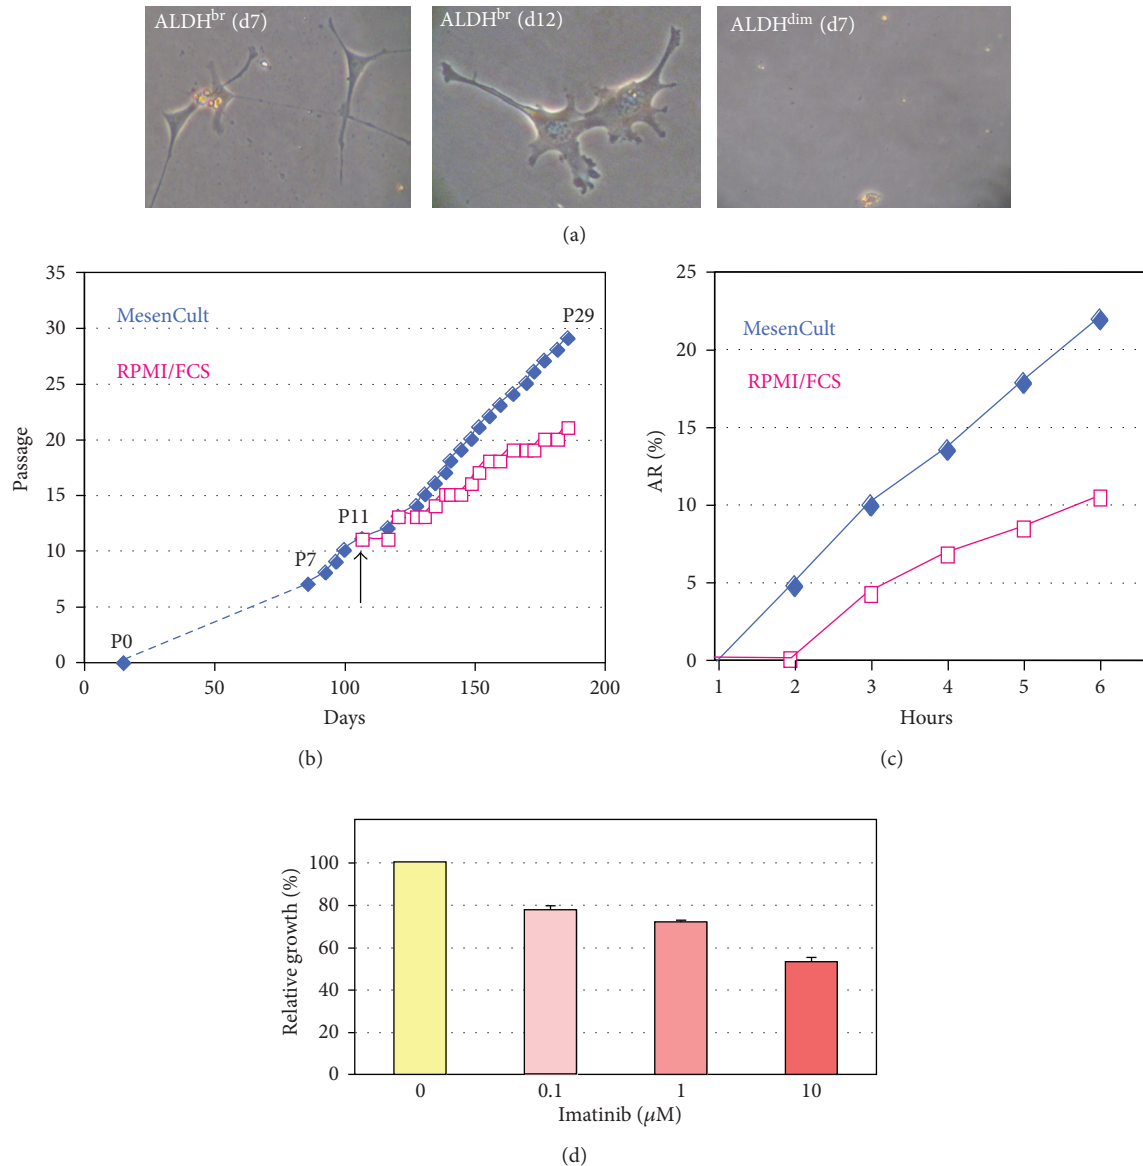 ALDHbr (d7)
ALDHbr (d12)
ALDHdim (d7)
(a)
35
30
25
20
15
10
5
0
Passage
MesenCult
RPMI/FCS
P0
P7
P11
P29
0 50 100 150 200
Days
(b)
25
20
15
10
5
0
AR (%)
MesenCult
RPMI/FCS
1 2 3 4 5 6
Hours
(c)
100
80
60
40
20
0
Relative growth (%)
0 0.1 1 10
Imatinib (μM)
(d)